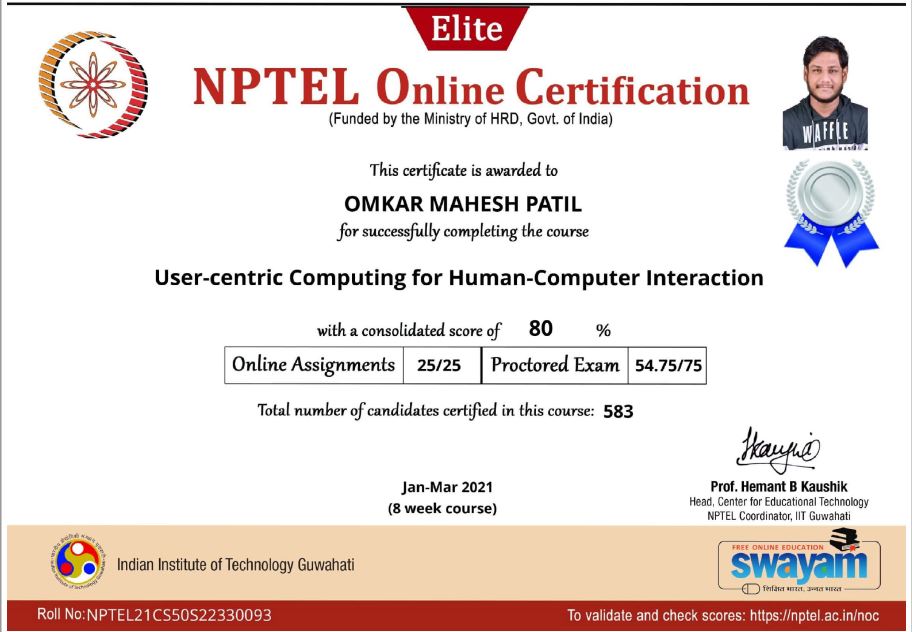 Elite
NPTEL Online Certification
(Funded by the Ministry of HRD, Govt. of India)
WAFFLE
This certificate is awarded to
OMKAR MAHESH PATIL
for successfully completing the course
User-centric Computing for Human-Computer Interaction
with a consolidated score of 80 %
Online Assignments 25/25 Proctored Exam 54.75/75
Total number of candidates certified in this course: 583
Jan-Mar 2021
(8 week course)
Prof. Hemant B Kaushik
Head, Center for Educational Technology
NPTEL Coordinator, IIT Guwahati
Indian Institute of Technology Guwahati
FREE ONLINE EDUCATION
swayam
शिक्षित भारत, उन्नत भारत
Roll No:NPTEL21CS50S22330093
To validate and check scores: https://nptel.ac.in/noc